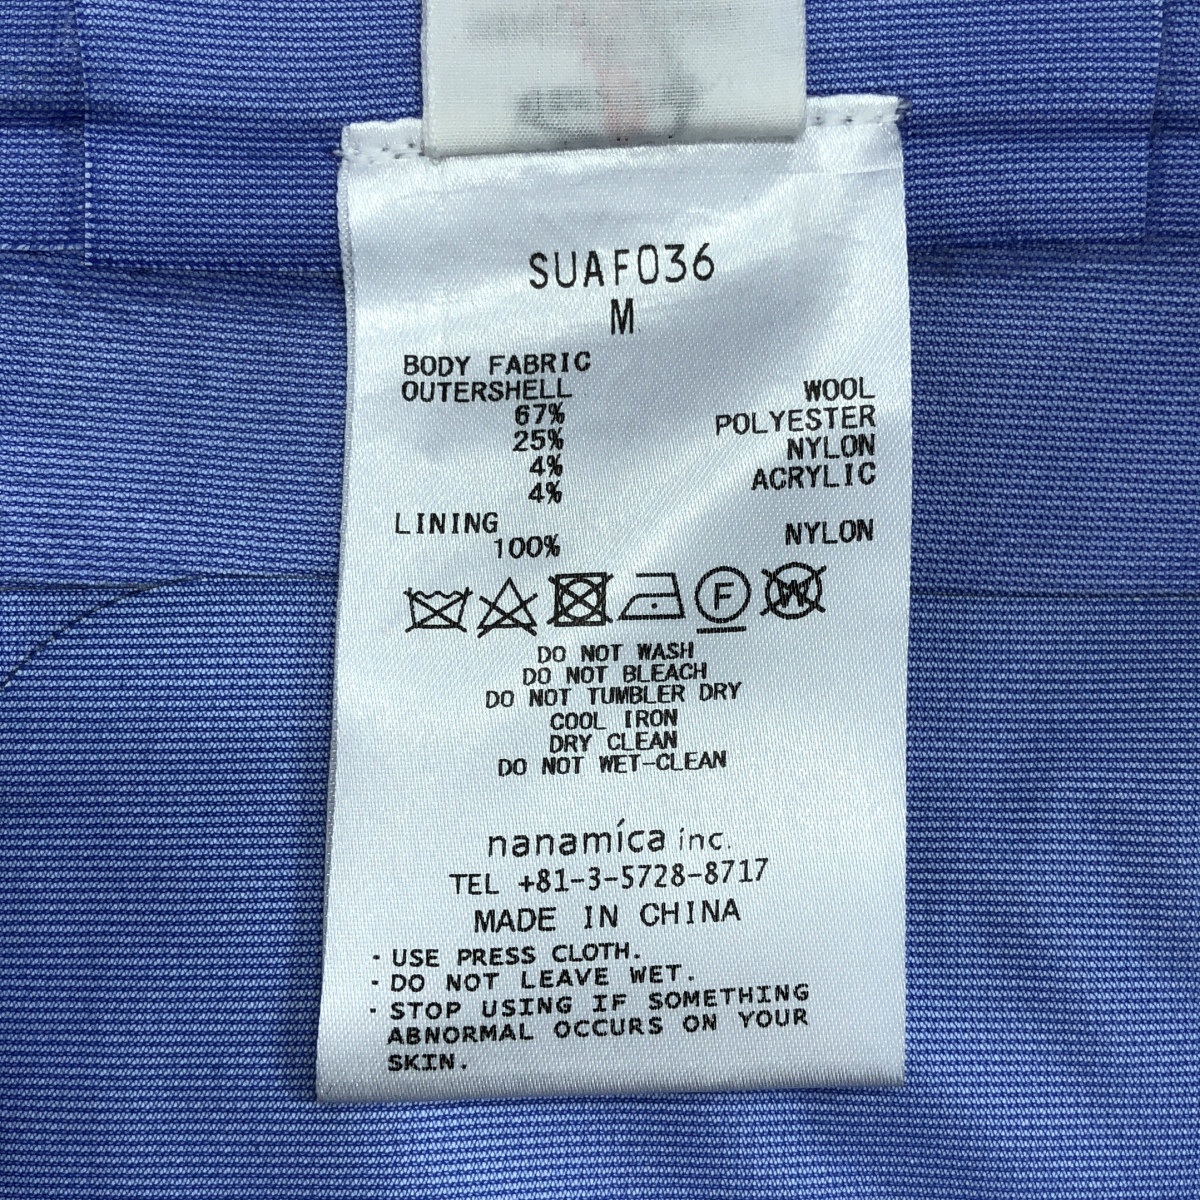 SUAF036
M
BODY FABRIC
OUTERSHELL
67% WOOL
25% POLYESTER
4% NYLON
4% ACRYLIC
LINING
100% NYLON
F W
DO NOT WASH
DO NOT BLEACH
DO NOT TUMBLER DRY
COOL IRON
DRY CLEAN
DO NOT WET-CLEAN
nanamíca inc.
TEL +81-3-5728-8717
MADE IN CHINA
・USE PRESS CLOTH.
・DO NOT LEAVE WET.
・STOP USING IF SOMETHING
ABNORMAL OCCURS ON YOUR
SKIN.